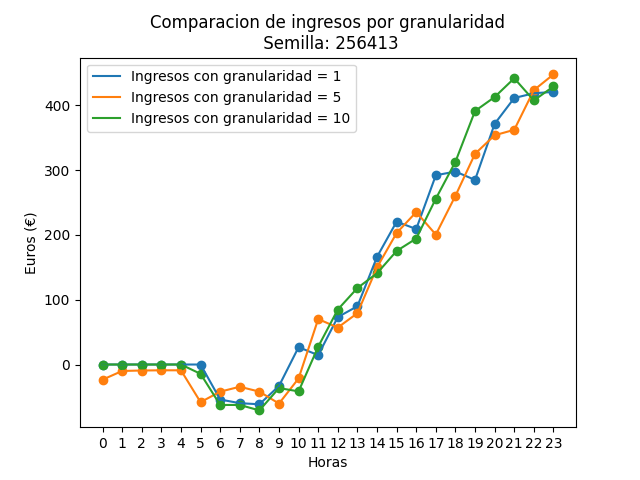 Comparacion de ingresos por granularidad
Semilla: 256413
Ingresos con granularidad = 1
Ingresos con granularidad = 5
Ingresos con granularidad = 10
Euros (€)
400
300
200
100
0
0 1 2 3 4 5 6 7 8 9 10 11 12 13 14 15 16 17 18 19 20 21 22 23
Horas